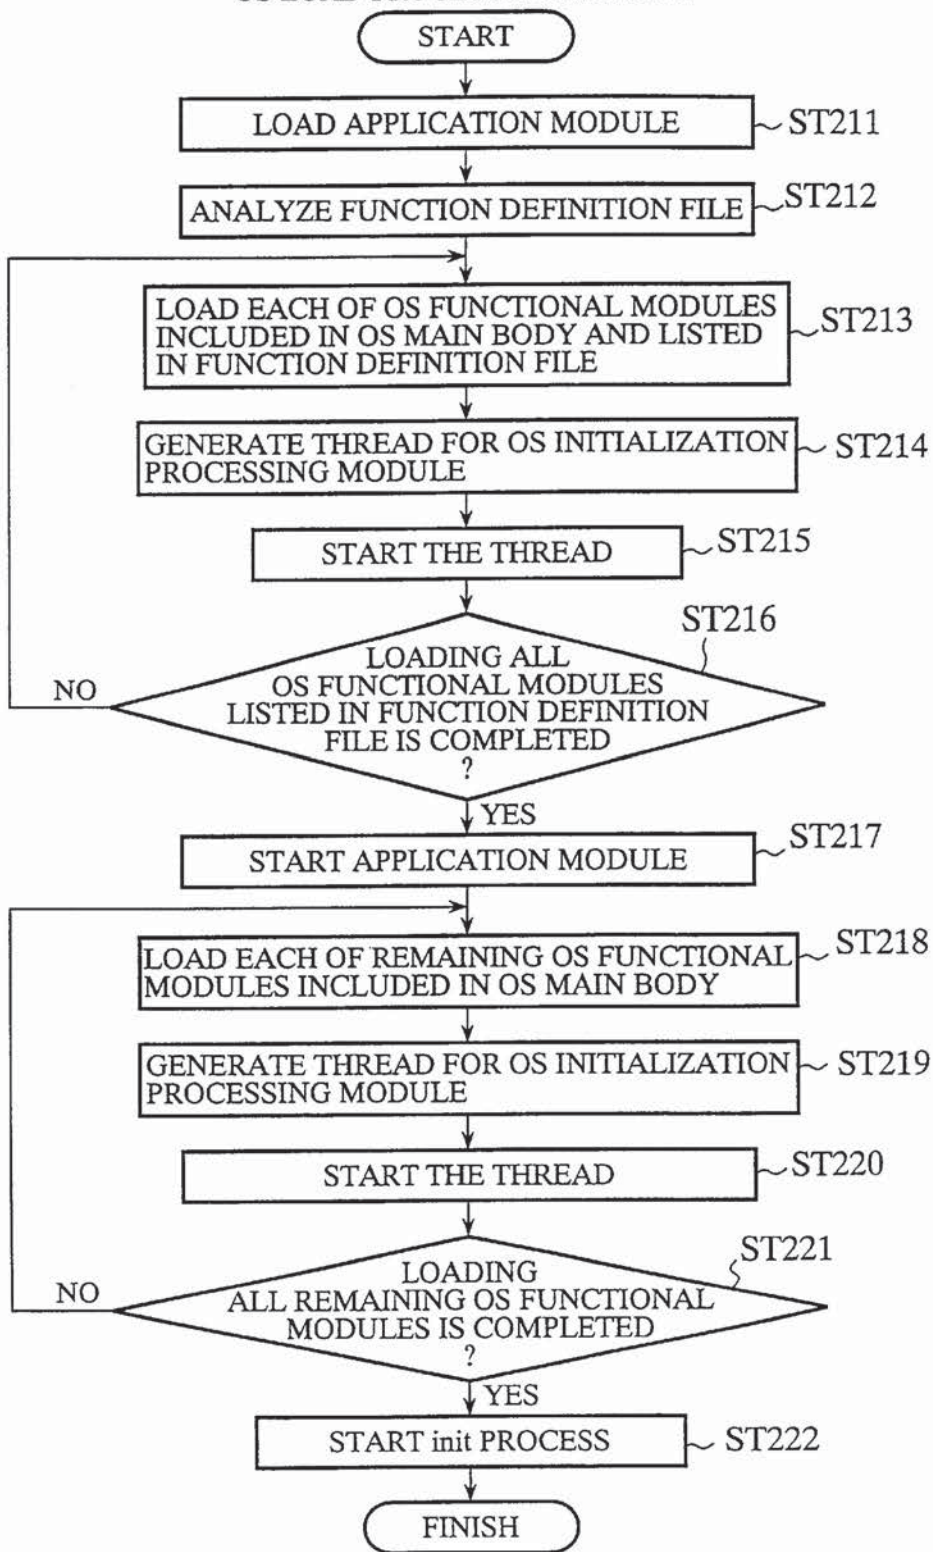 START
LOAD APPLICATION MODULE
ST211
ANALYZE FUNCTION DEFINITION FILE
ST212
LOAD EACH OF OS FUNCTIONAL MODULES
INCLUDED IN OS MAIN BODY AND LISTED
IN FUNCTION DEFINITION FILE
ST213
GENERATE THREAD FOR OS INITIALIZATION
PROCESSING MODULE
ST214
START THE THREAD
ST215
ST216
LOADING ALL
OS FUNCTIONAL MODULES
LISTED IN FUNCTION DEFINITION
FILE IS COMPLETED
?
NO
YES
START APPLICATION MODULE
ST217
LOAD EACH OF REMAINING OS FUNCTIONAL
MODULES INCLUDED IN OS MAIN BODY
ST218
GENERATE THREAD FOR OS INITIALIZATION
PROCESSING MODULE
ST219
START THE THREAD
ST220
ST221
LOADING
ALL REMAINING OS FUNCTIONAL
MODULES IS COMPLETED
?
NO
YES
START init PROCESS
ST222
FINISH